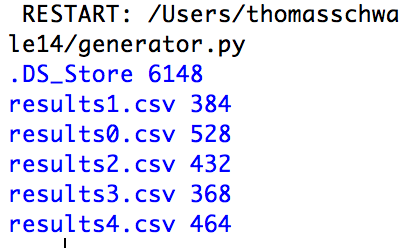 RESTART: /Users/thomasschwa
le14/generator.py
.DS_Store 6148
results1.csv 384
results0.csv 528
results2.csv 432
results3.csv 368
results4.csv 464